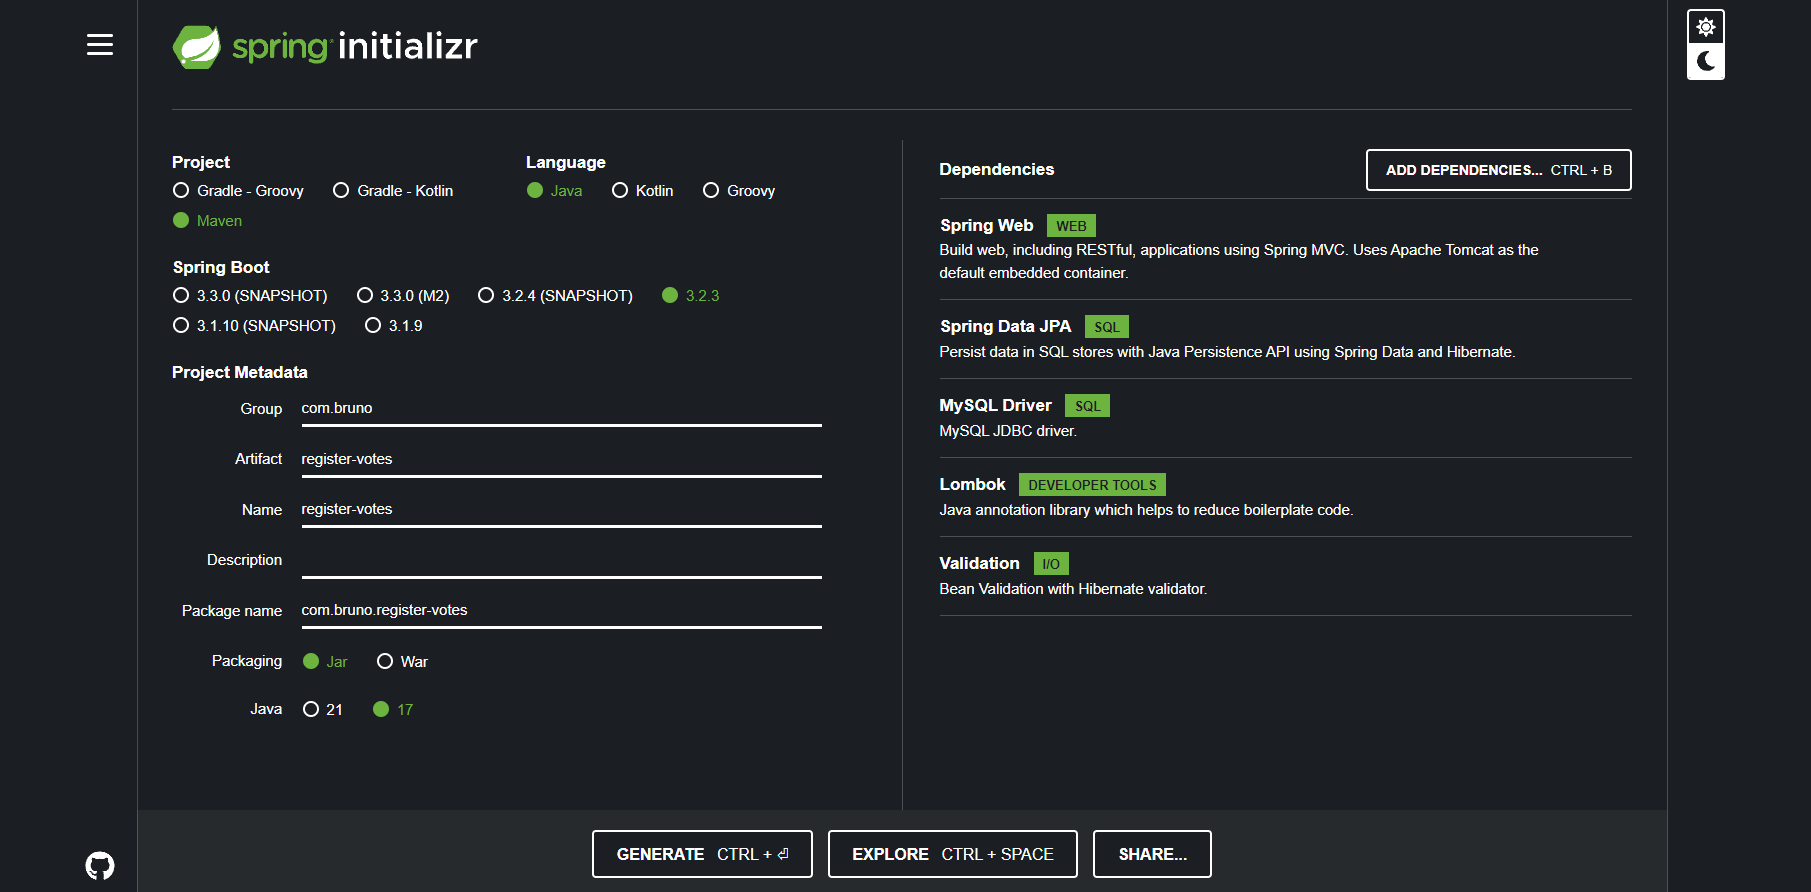 spring initializr
Project
Gradle - Groovy Gradle - Kotlin
Maven
Language
Java Kotlin Groovy
Spring Boot
3.3.0 (SNAPSHOT) 3.3.0 (M2) 3.2.4 (SNAPSHOT) 3.2.3
3.1.10 (SNAPSHOT) 3.1.9
Project Metadata
Group com.bruno
Artifact register-votes
Name register-votes
Description
Package name com.bruno.register-votes
Packaging Jar War
Java 21 17
Dependencies
ADD DEPENDENCIES... CTRL + B
Spring Web WEB
Build web, including RESTful, applications using Spring MVC. Uses Apache Tomcat as the
default embedded container.
Spring Data JPA SQL
Persist data in SQL stores with Java Persistence API using Spring Data and Hibernate.
MySQL Driver SQL
MySQL JDBC driver.
Lombok DEVELOPER TOOLS
Java annotation library which helps to reduce boilerplate code.
Validation I/O
Bean Validation with Hibernate validator.
GENERATE CTRL + ⏎
EXPLORE CTRL + SPACE
SHARE...